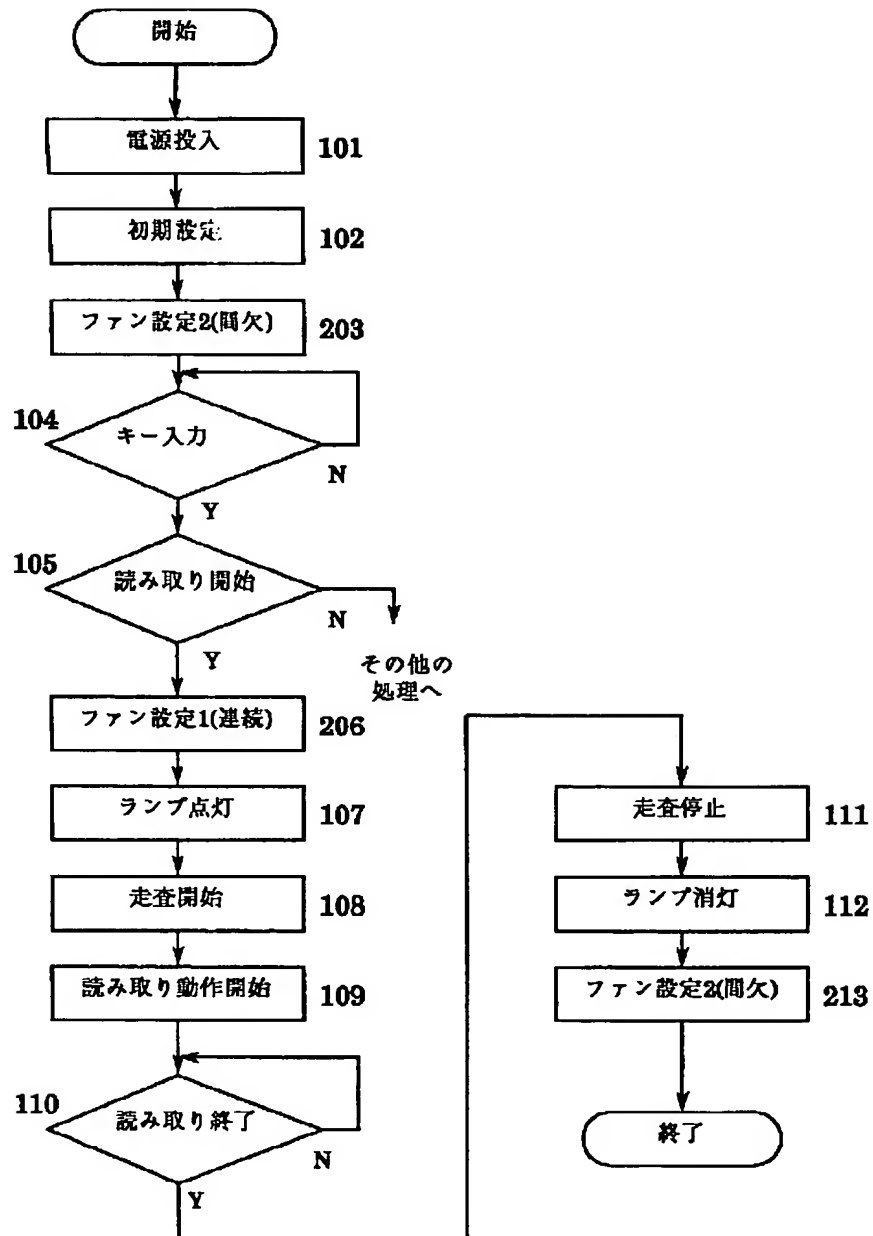 開始
電源投入
101
初期設定
102
ファン設定2(間欠)
203
104
キー入力
N
Y
105
読み取り開始
N
Y
その他の
処理へ
ファン設定1(連続)
206
ランプ点灯
107
走査開始
108
読み取り動作開始
109
110
読み取り終了
N
Y
走査停止
111
ランプ消灯
112
ファン設定2(間欠)
213
終了